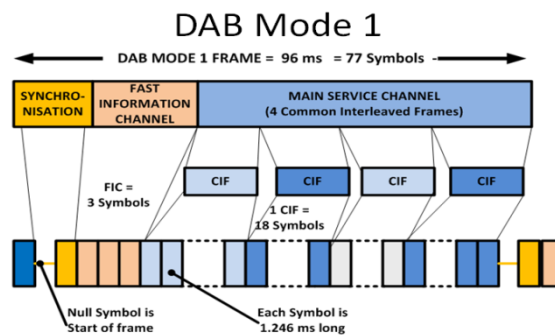 DAB Mode 1
DAB MODE 1 FRAME = 96 ms = 77 Symbols
SYNCHRO-
NISATION
FAST
INFORMATION
CHANNEL
MAIN SERVICE CHANNEL
(4 Common Interleaved Frames)
FIC =
3 Symbols
CIF
CIF
CIF
CIF
1 CIF =
18 Symbols
Null Symbol is
Start of frame
Each Symbol is
1.246 ms long